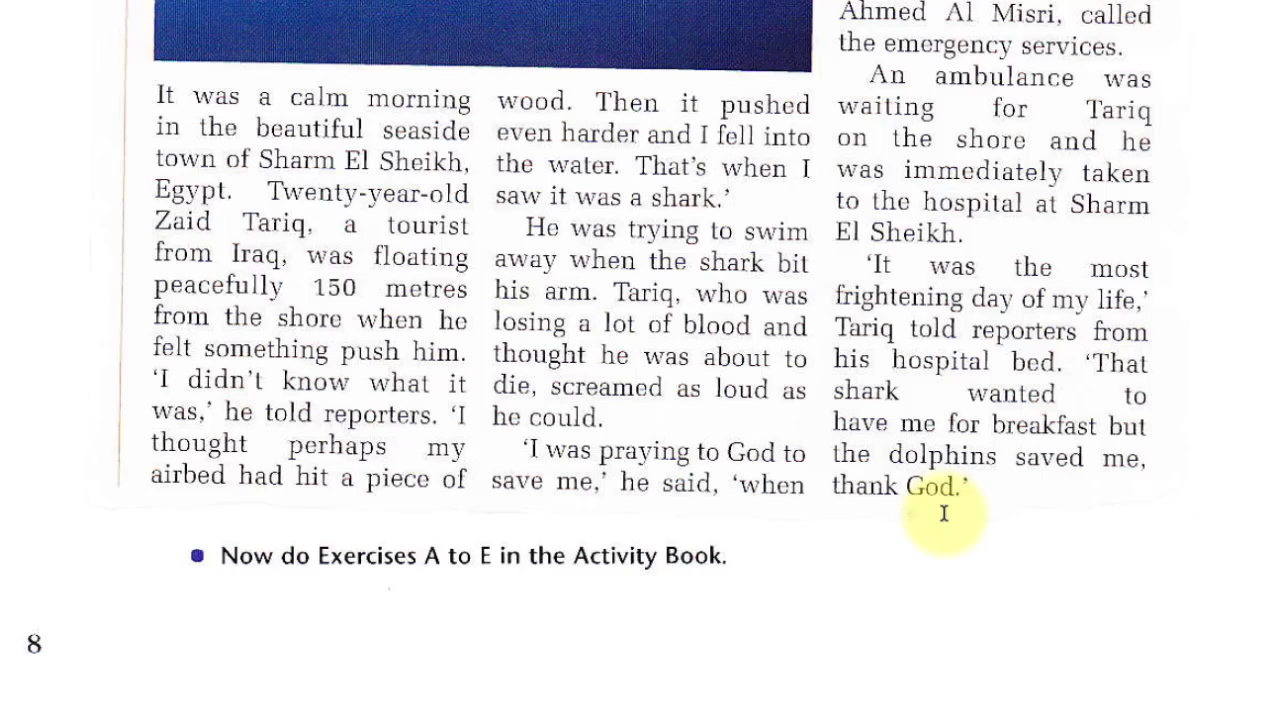 It was a calm morning
in the beautiful seaside
town of Sharm El Sheikh,
Egypt. Twenty-year-old
Zaid Tariq, a tourist
from Iraq, was floating
peacefully 150 metres
from the shore when he
felt something push him.
‘I didn’t know what it
was,’ he told reporters. ‘I
thought perhaps my
airbed had hit a piece of
wood. Then it pushed
even harder and I fell into
the water. That’s when I
saw it was a shark.’
He was trying to swim
away when the shark bit
his arm. Tariq, who was
losing a lot of blood and
thought he was about to
die, screamed as loud as
he could.
‘I was praying to God to
save me,’ he said, ‘when
Ahmed Al Misri, called
the emergency services.
An ambulance was
waiting for Tariq
on the shore and he
was immediately taken
to the hospital at Sharm
El Sheikh.
‘It was the most
frightening day of my life,’
Tariq told reporters from
his hospital bed. ‘That
shark wanted to
have me for breakfast but
the dolphins saved me,
thank God.’
Now do Exercises A to E in the Activity Book.
8